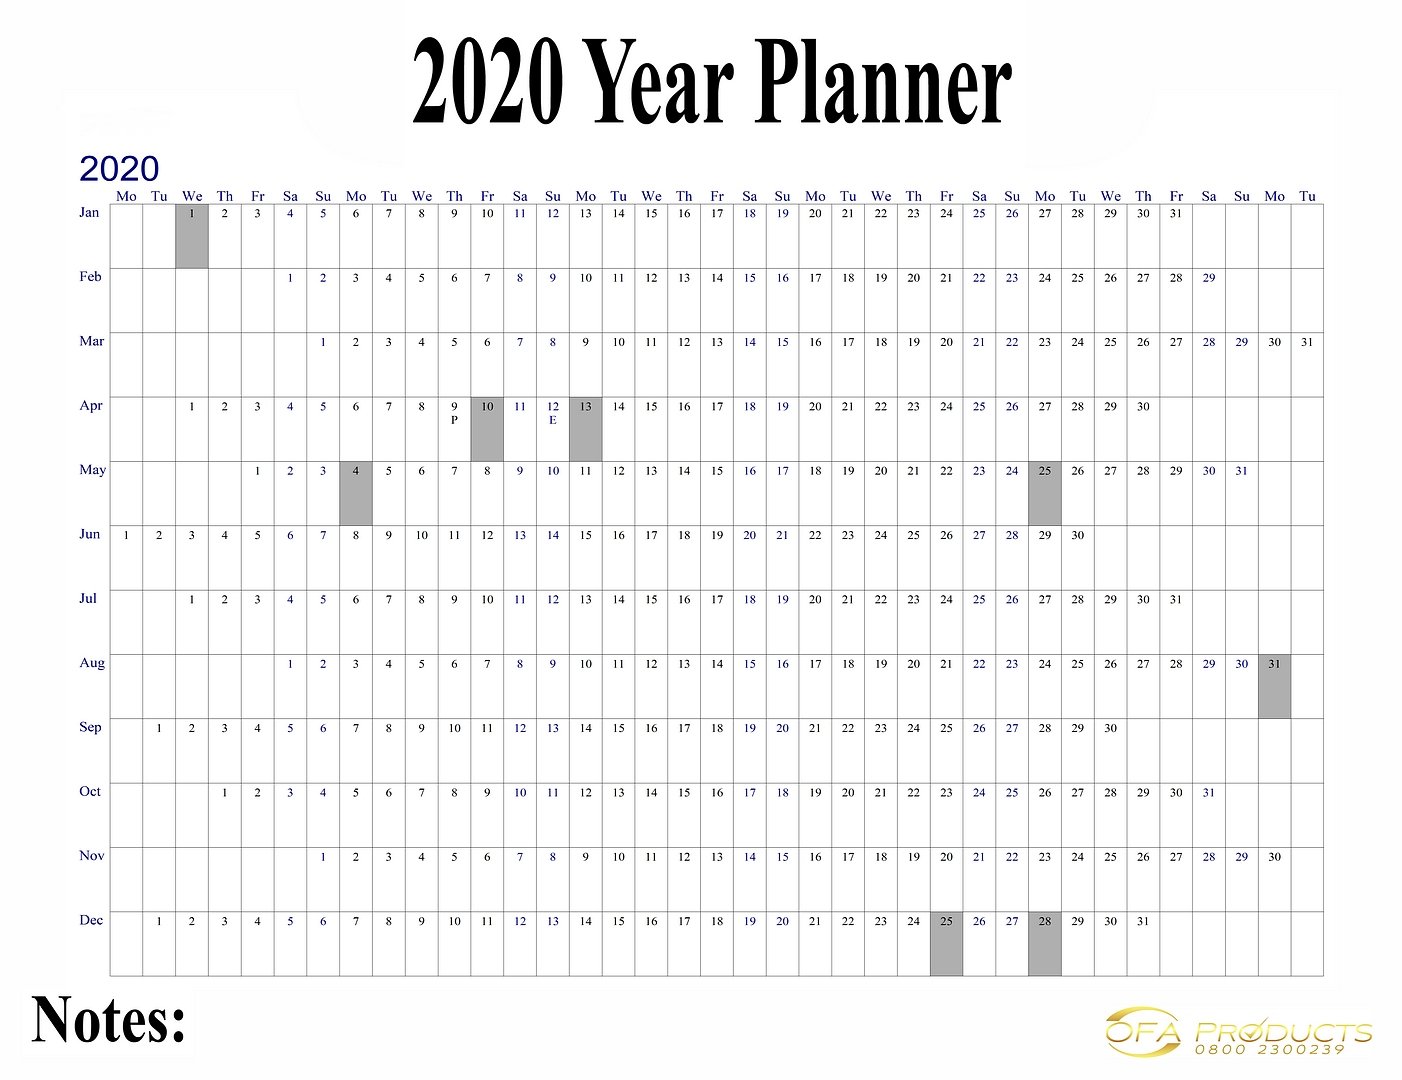 2020 Year Planner
2020
Mo Tu We Th Fr Sa Su Mo Tu We Th Fr Sa Su Mo Tu We Th Fr Sa Su Mo Tu We Th Fr Sa Su Mo Tu We Th Fr Sa Su Mo Tu
Jan 1 2 3 4 5 6 7 8 9 10 11 12 13 14 15 16 17 18 19 20 21 22 23 24 25 26 27 28 29 30 31
Feb 1 2 3 4 5 6 7 8 9 10 11 12 13 14 15 16 17 18 19 20 21 22 23 24 25 26 27 28 29
Mar 1 2 3 4 5 6 7 8 9 10 11 12 13 14 15 16 17 18 19 20 21 22 23 24 25 26 27 28 29 30 31
Apr 1 2 3 4 5 6 7 8 9 10 11 12 13 14 15 16 17 18 19 20 21 22 23 24 25 26 27 28 29 30
P E
May 1 2 3 4 5 6 7 8 9 10 11 12 13 14 15 16 17 18 19 20 21 22 23 24 25 26 27 28 29 30 31
Jun 1 2 3 4 5 6 7 8 9 10 11 12 13 14 15 16 17 18 19 20 21 22 23 24 25 26 27 28 29 30
Jul 1 2 3 4 5 6 7 8 9 10 11 12 13 14 15 16 17 18 19 20 21 22 23 24 25 26 27 28 29 30 31
Aug 1 2 3 4 5 6 7 8 9 10 11 12 13 14 15 16 17 18 19 20 21 22 23 24 25 26 27 28 29 30 31
Sep 1 2 3 4 5 6 7 8 9 10 11 12 13 14 15 16 17 18 19 20 21 22 23 24 25 26 27 28 29 30
Oct 1 2 3 4 5 6 7 8 9 10 11 12 13 14 15 16 17 18 19 20 21 22 23 24 25 26 27 28 29 30 31
Nov 1 2 3 4 5 6 7 8 9 10 11 12 13 14 15 16 17 18 19 20 21 22 23 24 25 26 27 28 29 30
Dec 1 2 3 4 5 6 7 8 9 10 11 12 13 14 15 16 17 18 19 20 21 22 23 24 25 26 27 28 29 30 31
Notes:
OFA PRODUCTS
0800 2300239